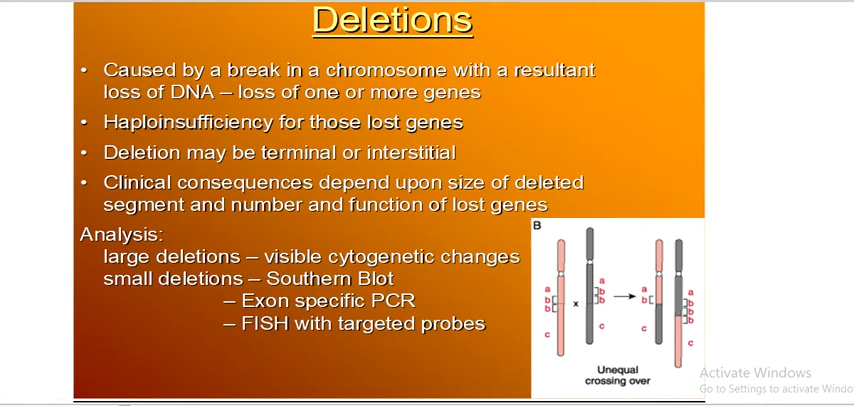 Deletions
• Caused by a break in a chromosome with a resultant
loss of DNA – loss of one or more genes
• Haploinsufficiency for those lost genes
• Deletion may be terminal or interstitial
• Clinical consequences depend upon size of deleted
segment and number and function of lost genes
Analysis:
large deletions – visible cytogenetic changes
small deletions – Southern Blot
– Exon specific PCR
– FISH with targeted probes
B
a
b
b
c
x
a
b
b
c
a
b
c
a
b
b
b
c
Unequal
crossing over
Activate Windows
Go to Settings to activate Windo